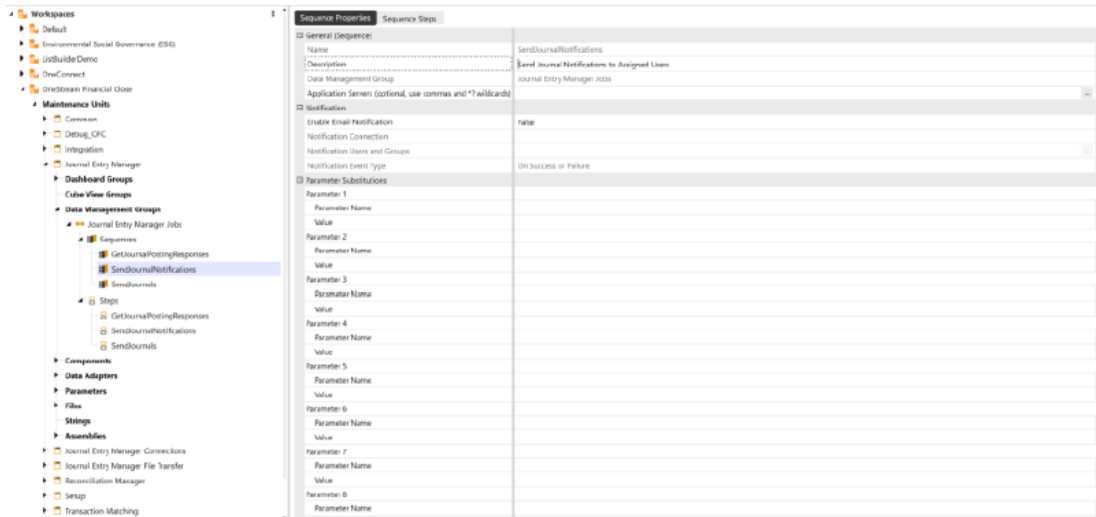 Workspaces
Default
Environmental Social Governance (ESG)
ListBuilderDemo
OneConnect
OneStream Financial Close
Maintenance Units
Common
Debug_OFC
Integration
Journal Entry Manager
Dashboard Groups
Cube View Groups
Data Management Groups
Journal Entry Manager Jobs
Sequences
GetJournalPostingResponses
SendJournalNotifications
SendJournals
Steps
GetJournalPostingResponses
SendJournalNotifications
SendJournals
Components
Data Adapters
Parameters
Files
Strings
Assemblies
Journal Entry Manager Connections
Journal Entry Manager File Transfer
Reconciliation Manager
Setup
Transaction Matching
Sequence Properties Sequence Steps
General (Sequence)
Name SendJournalNotifications
Description Send Journal Notifications to Assigned Users
Data Management Group Journal Entry Manager Jobs
Application Servers (optional, use commas and *? wildcards) ...
Notification
Enable Email Notification False
Notification Connection
Notification Users and Groups ...
Notification Event Type On Success or Failure
Parameter Substitutions
Parameter 1
Parameter Name
Value
Parameter 2
Parameter Name
Value
Parameter 3
Parameter Name
Value
Parameter 4
Parameter Name
Value
Parameter 5
Parameter Name
Value
Parameter 6
Parameter Name
Value
Parameter 7
Parameter Name
Value
Parameter 8
Parameter Name